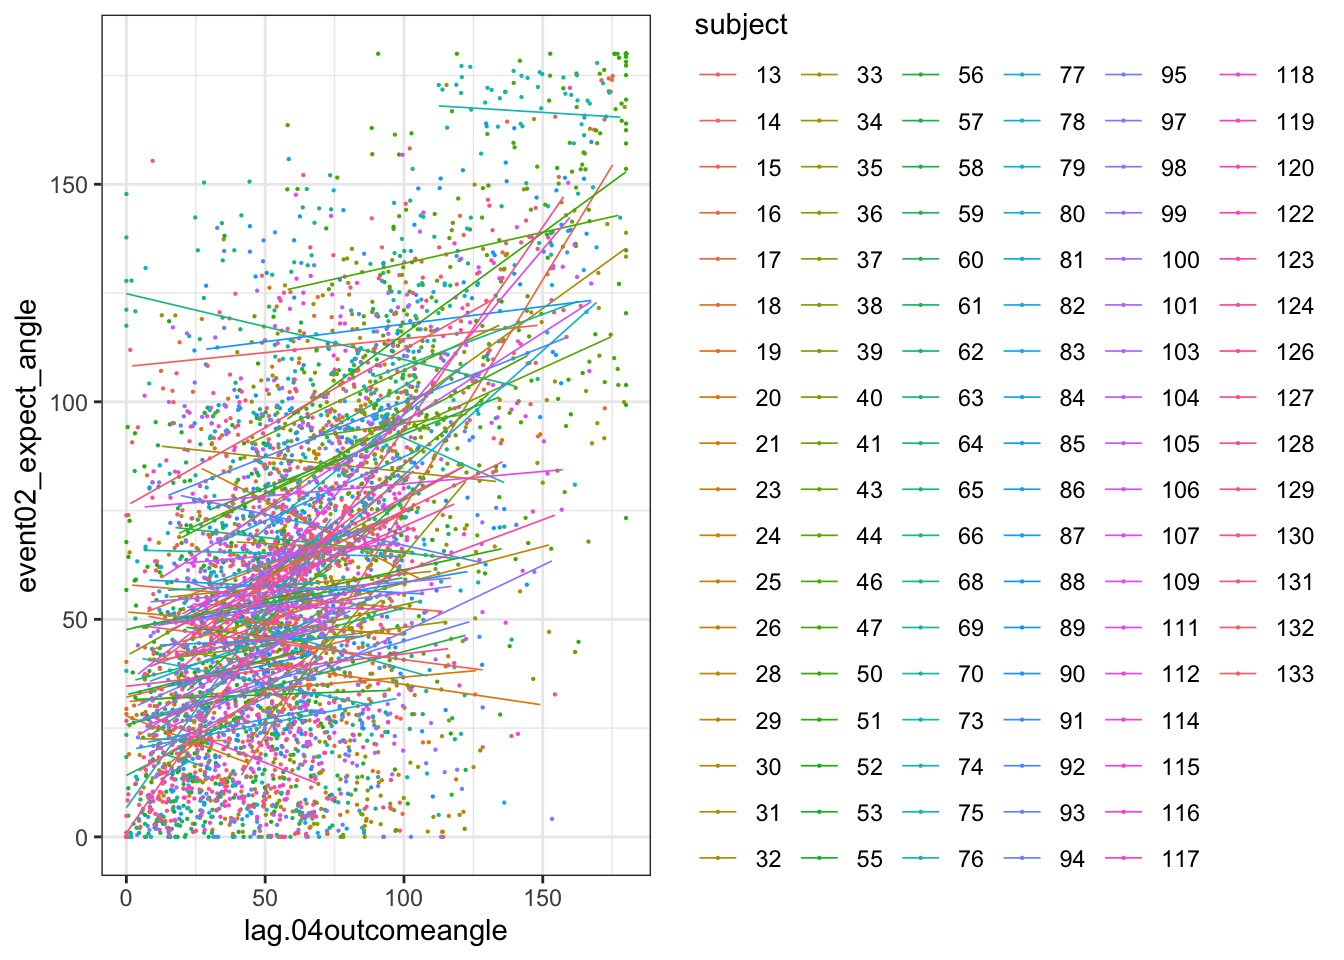 subject
13 33 56 77 95 118
14 34 57 78 97 119
15 35 58 79 98 120
16 36 59 80 99 122
17 37 60 81 100 123
18 38 61 82 101 124
19 39 62 83 103 126
20 40 63 84 104 127
21 41 64 85 105 128
23 43 65 86 106 129
24 44 66 87 107 130
25 46 68 88 109 131
26 47 69 89 111 132
28 50 70 90 112 133
29 51 73 91 114
30 52 74 92 115
31 53 75 93 116
32 55 76 94 117
event02_expect_angle
150
100
50
0
0 50 100 150
lag.04outcomeangle